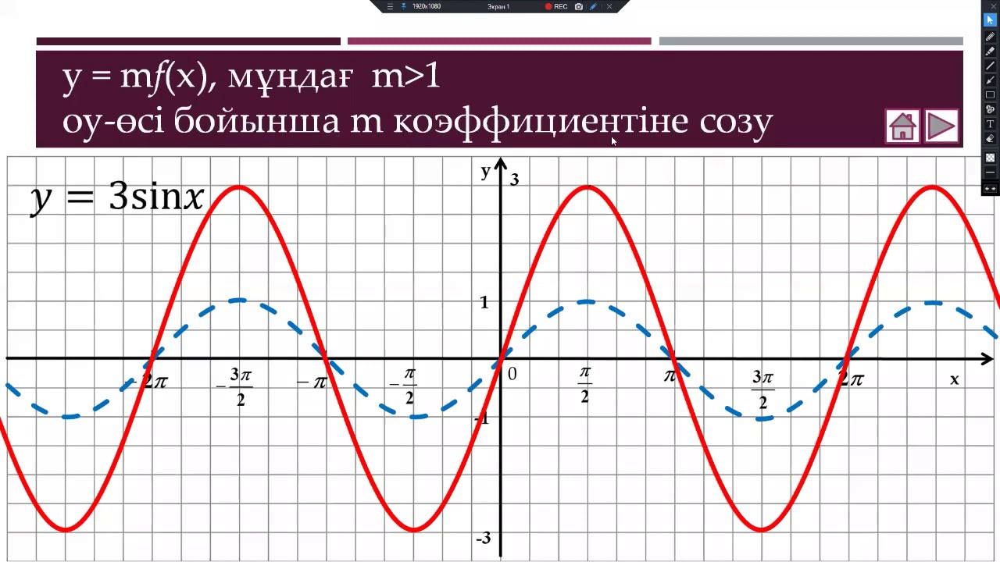 1920x1080 Экран 1 REC
y = mf(x), мұндағ m>1
oy-өсі бойынша m коэффициентіне созу
y = 3sinx
y 3
1
-2π -3π/2 -π -π/2 0 π/2 π 3π/2 2π x
-1
-3
T